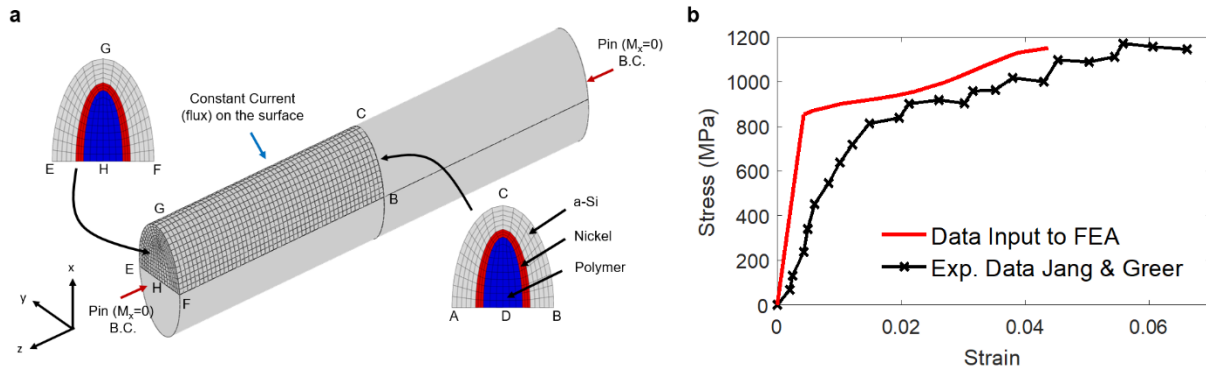 a
G
E
H
F
Constant Current
(flux) on the surface
C
Pin (Mₓ=0)
B.C.
B
G
E
H
F
Pin (Mₓ=0)
B.C.
x
y
z
C
a-Si
Nickel
Polymer
A
D
B
b
Stress (MPa)
1200
1000
800
600
400
200
0
Data Input to FEA
Exp. Data Jang & Greer
0
0.02
0.04
0.06
Strain